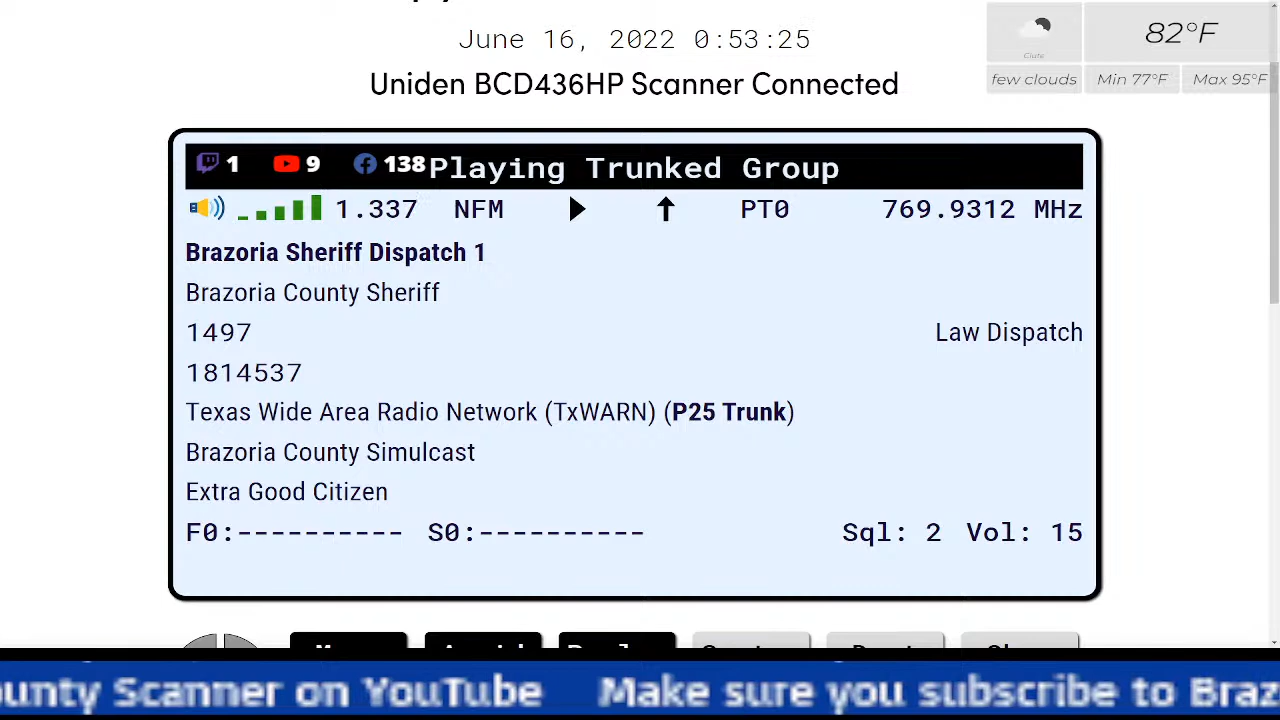 June 16, 2022 0:53:25
82°F
Clute
few clouds Min 77°F Max 95°F
Uniden BCD436HP Scanner Connected
1 9 138 Playing Trunked Group
1.337 NFM PT0 769.9312 MHz
Brazoria Sheriff Dispatch 1
Brazoria County Sheriff
1497 Law Dispatch
1814537
Texas Wide Area Radio Network (TxWARN) (P25 Trunk)
Brazoria County Simulcast
Extra Good Citizen
F0:---------- S0:---------- Sql: 2 Vol: 15
ounty Scanner on YouTube Make sure you subscribe to Braz